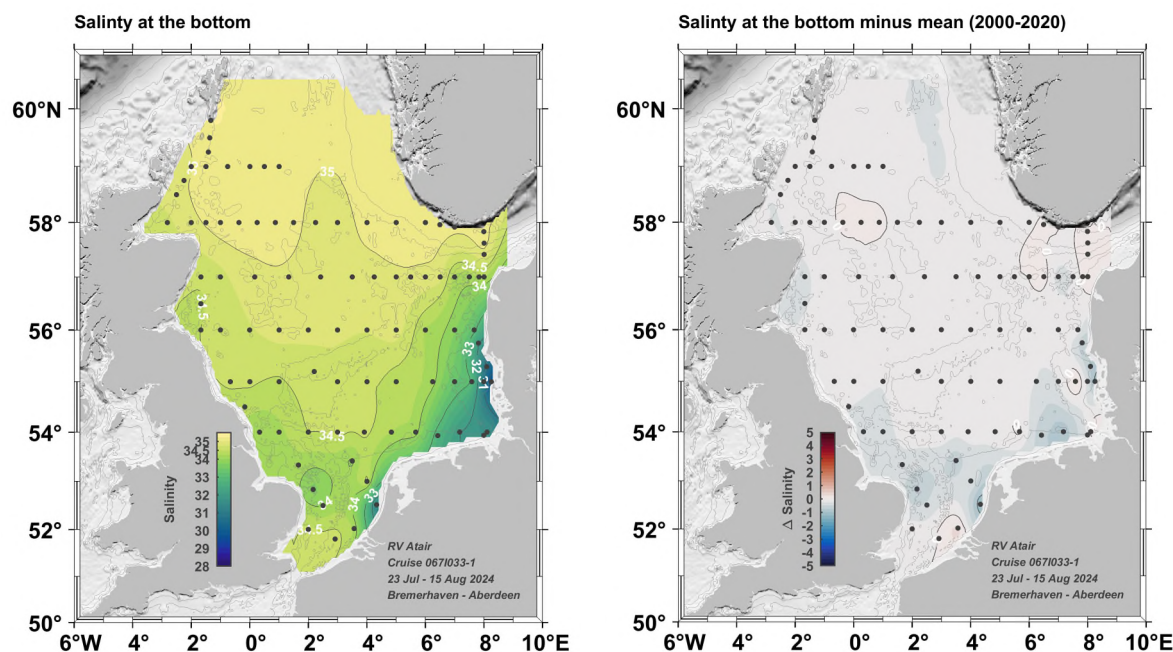 Salinty at the bottom
60°N
58°
56°
54°
52°
50°
6°W 4° 2° 0° 2° 4° 6° 8° 10°E
35
34.5
34
34.5
33
32
31
34.5
34
34
33
35
34.5
34
33
32
31
30
29
28
Salinity
RV Atair
Cruise 067I033-1
23 Jul - 15 Aug 2024
Bremerhaven - Aberdeen
Salinty at the bottom minus mean (2000-2020)
60°N
58°
56°
54°
52°
50°
6°W 4° 2° 0° 2° 4° 6° 8° 10°E
5
4
3
2
1
0
-1
-2
-3
-4
-5
Δ Salinity
RV Atair
Cruise 067I033-1
23 Jul - 15 Aug 2024
Bremerhaven - Aberdeen